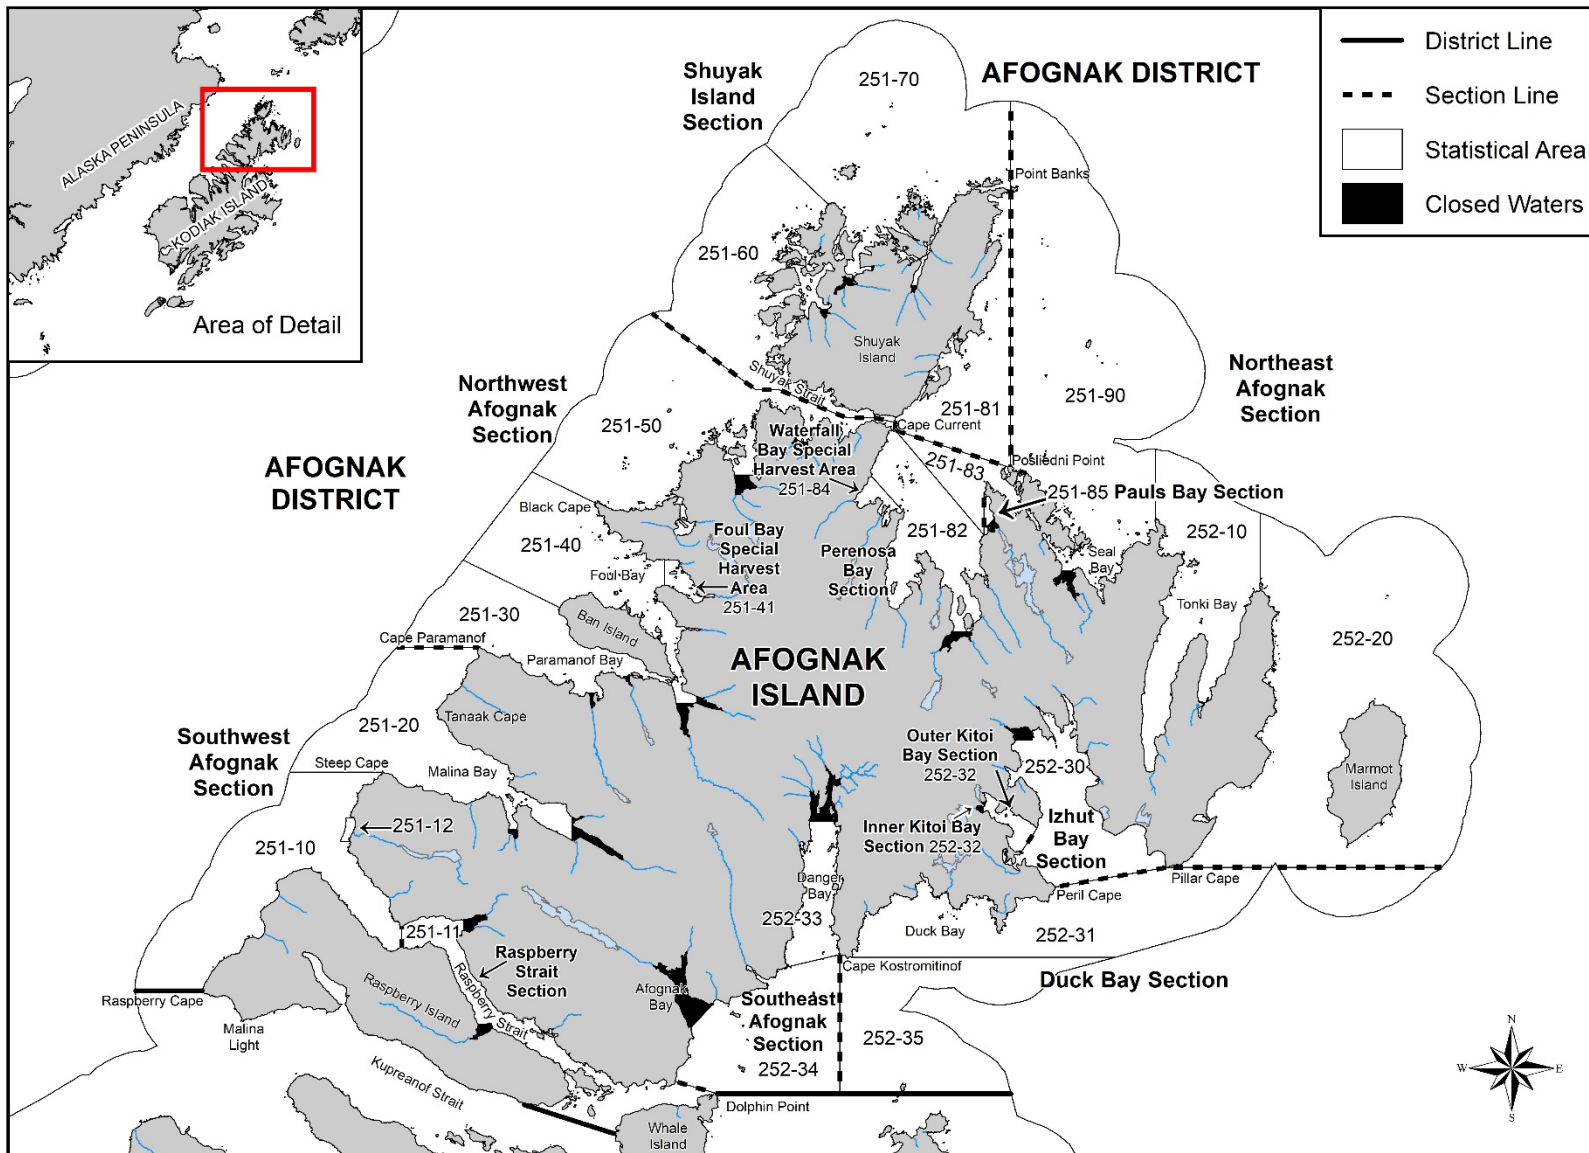 ALASKA PENINSULA
KODIAK ISLAND
Area of Detail
District Line
Section Line
Statistical Area
Closed Waters
AFOGNAK DISTRICT
Shuyak
Island
Section
251-70
Point Banks
251-60
Shuyak
Island
Shuyak Strait
Northwest
Afognak
Section
251-50
251-81
251-90
Northeast
Afognak
Section
Cape Current
Waterfall
Bay Special
Harvest Area
251-84
251-83
Posliedni Point
251-85 Pauls Bay Section
AFOGNAK
DISTRICT
Black Cape
251-40
Foul Bay
Foul Bay
Special
Harvest
Area
251-41
251-82
Perenosa
Bay
Section
Seal
Bay
252-10
Tonki Bay
251-30
Ban Island
Cape Paramanof
Paramanof Bay
AFOGNAK
ISLAND
252-20
Tanaak Cape
251-20
Southwest
Afognak
Section
Steep Cape
Malina Bay
Outer Kitoi
Bay Section
252-32
252-30
Marmot
Island
251-12
251-10
Inner Kitoi Bay
Section 252-32
Izhut
Bay
Section
Danger
Bay
Pillar Cape
Peril Cape
252-33
251-11
Duck Bay
252-31
Raspberry
Strait
Section
Raspberry Strait
Cape Kostromitinof
Duck Bay Section
Raspberry Cape
Raspberry Island
Afognak
Bay
Southeast
Afognak
Section
252-34
252-35
Malina
Light
Kupreanof Strait
Dolphin Point
Whale
Island
N
W
E
S